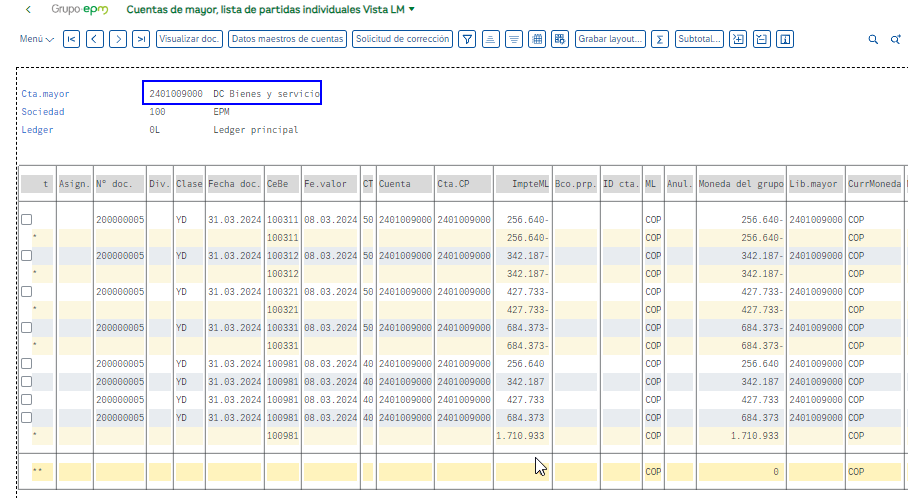 Grupo·epm Cuentas de mayor, lista de partidas individuales Vista LM
Menú Visualizar doc. Datos maestros de cuentas Solicitud de corrección Grabar layout... Subtotal...
Cta.mayor 2401009000 DC Bienes y servicio
Sociedad 100 EPM
Ledger 0L Ledger principal
t Asign. Nº doc. Div. Clase Fecha doc. CeBe Fe.valor CT Cuenta Cta.CP ImpteML Bco.prp. ID cta. ML Anul. Moneda del grupo Lib.mayor CurrMoneda
200000005 YD 31.03.2024 100311 08.03.2024 50 2401009000 2401009000 256.640- COP 256.640- 2401009000 COP
* 100311 256.640- COP 256.640- COP
200000005 YD 31.03.2024 100312 08.03.2024 50 2401009000 2401009000 342.187- COP 342.187- 2401009000 COP
* 100312 342.187- COP 342.187- COP
200000005 YD 31.03.2024 100321 08.03.2024 50 2401009000 2401009000 427.733- COP 427.733- 2401009000 COP
* 100321 427.733- COP 427.733- COP
200000005 YD 31.03.2024 100331 08.03.2024 50 2401009000 2401009000 684.373- COP 684.373- 2401009000 COP
* 100331 684.373- COP 684.373- COP
200000005 YD 31.03.2024 100981 08.03.2024 40 2401009000 2401009000 256.640 COP 256.640 2401009000 COP
200000005 YD 31.03.2024 100981 08.03.2024 40 2401009000 2401009000 342.187 COP 342.187 2401009000 COP
200000005 YD 31.03.2024 100981 08.03.2024 40 2401009000 2401009000 427.733 COP 427.733 2401009000 COP
200000005 YD 31.03.2024 100981 08.03.2024 40 2401009000 2401009000 684.373 COP 684.373 2401009000 COP
* 100981 1.710.933 COP 1.710.933 COP
** COP 0 COP